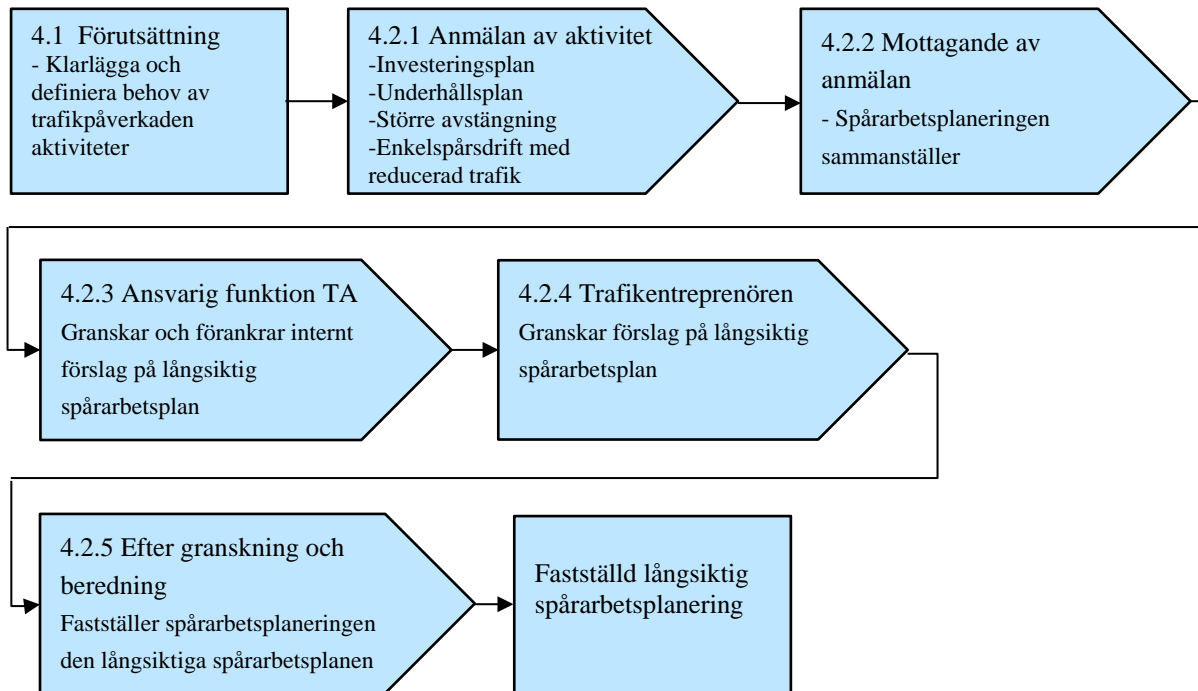 4.1 Förutsättning
- Klarlägga och
definiera behov av
trafikpåverkaden
aktiviteter
4.2.1 Anmälan av aktivitet
-Investeringsplan
-Underhållsplan
-Större avstängning
-Enkelspårsdrift med
reducerad trafik
4.2.2 Mottagande av
anmälan
- Spårarbetsplaneringen
sammanställer
4.2.3 Ansvarig funktion TA
Granskar och förankrar internt
förslag på långsiktig
spårarbetsplan
4.2.4 Trafikentreprenören
Granskar förslag på långsiktig
spårarbetsplan
4.2.5 Efter granskning och
beredning
Fastställer spårarbetsplaneringen
den långsiktiga spårarbetsplanen
Fastställd långsiktig
spårarbetsplanering